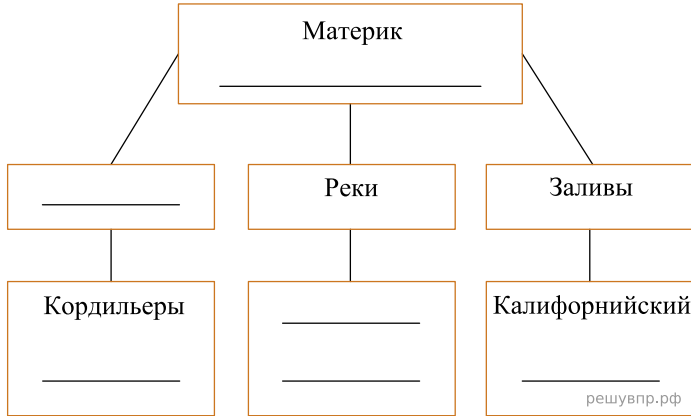 Материк
Реки
Заливы
Кордильеры
Калифорнийский
решувпр.рф